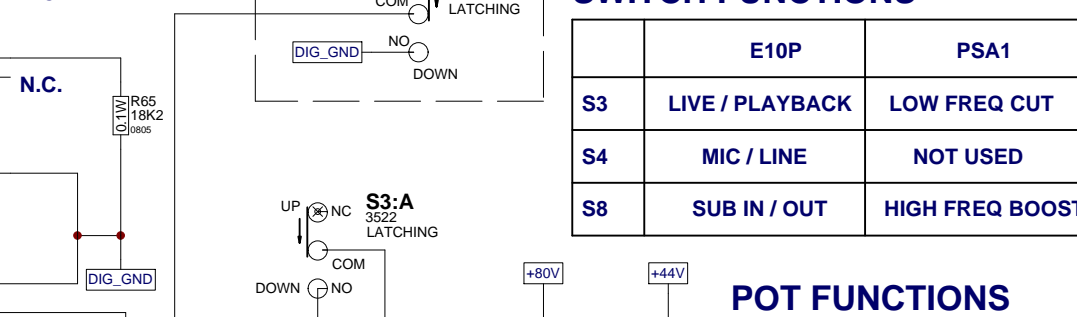 COM
LATCHING
NO
DIG_GND
DOWN
N.C.
0.1W
R65
18K2
0805
DIG_GND
UP
NC
S3:A
3522
LATCHING
COM
DOWN
NO
+80V
+44V
SWITCH FUNCTIONS
E10P PSA1
S3 LIVE / PLAYBACK LOW FREQ CUT
S4 MIC / LINE NOT USED
S8 SUB IN / OUT HIGH FREQ BOOST
POT FUNCTIONS